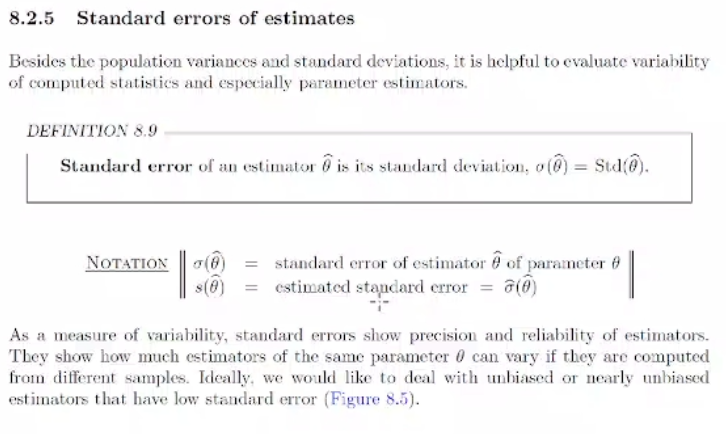 8.2.5 Standard errors of estimates
Besides the population variances and standard deviations, it is helpful to evaluate variability
of computed statistics and especially parameter estimators.
DEFINITION 8.9
Standard error of an estimator θ̂ is its standard deviation, σ(θ̂) = Std(θ̂).
NOTATION
σ(θ̂) = standard error of estimator θ̂ of parameter θ
s(θ̂) = estimated standard error = σ̂(θ̂)
As a measure of variability, standard errors show precision and reliability of estimators.
They show how much estimators of the same parameter θ can vary if they are computed
from different samples. Ideally, we would like to deal with unbiased or nearly unbiased
estimators that have low standard error (Figure 8.5).